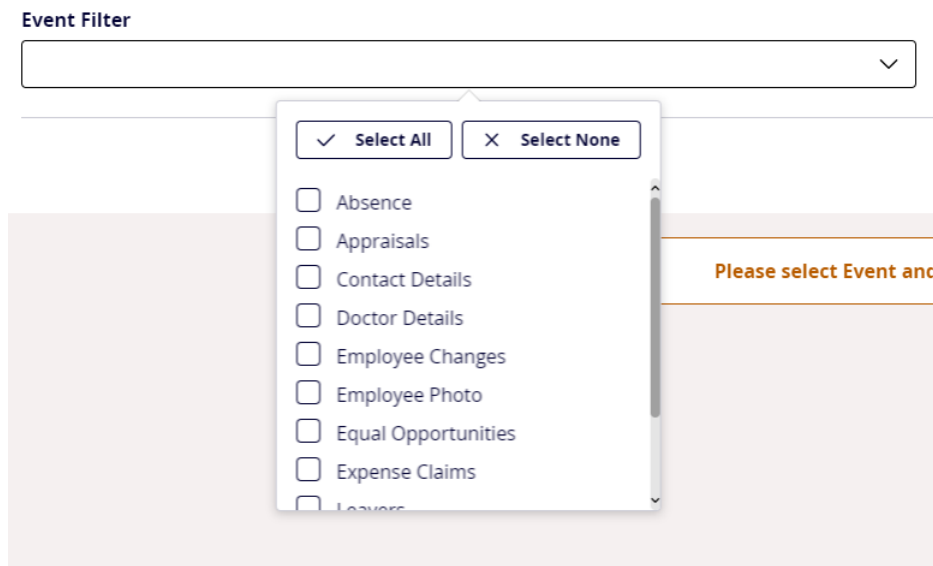 Event Filter
Select All
Select None
Absence
Appraisals
Contact Details
Doctor Details
Employee Changes
Employee Photo
Equal Opportunities
Expense Claims
Leavers
Please select Event and